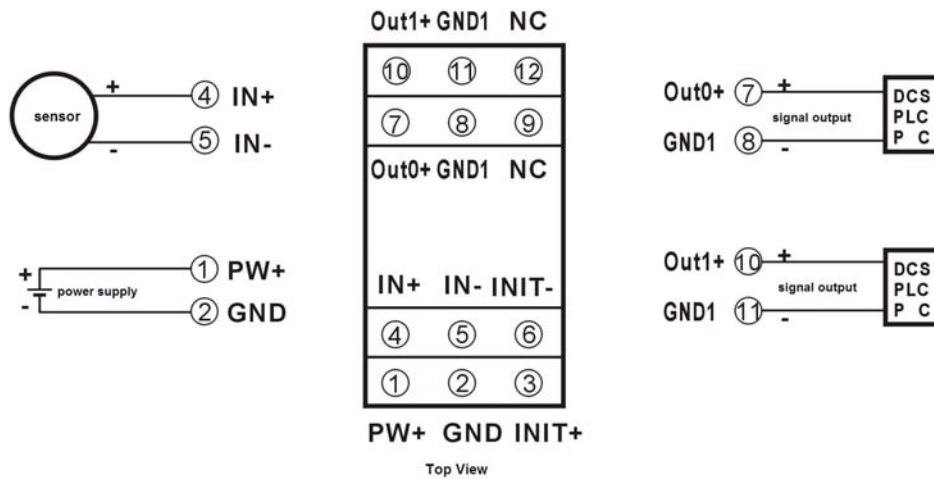 Out1+ GND1 NC
⑩ ⑪ ⑫
⑦ ⑧ ⑨
Out0+ GND1 NC
IN+ IN- INIT-
④ ⑤ ⑥
① ② ③
PW+ GND INIT+
Top View
sensor
+ ④ IN+
- ⑤ IN-
+ ① PW+
power supply
- ② GND
Out0+ ⑦ +
signal output
GND1 ⑧ -
DCS
PLC
P C
Out1+ ⑩ +
signal output
GND1 ⑪ -
DCS
PLC
P C